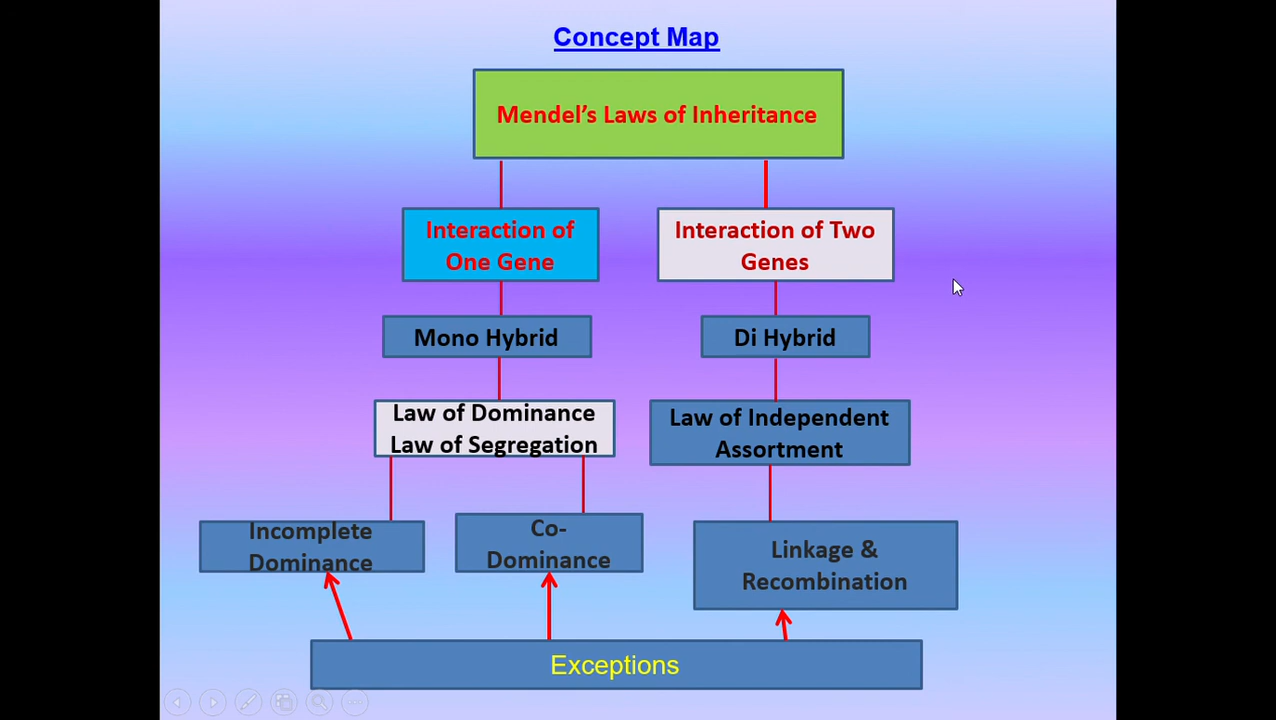 Concept Map
Mendel’s Laws of Inheritance
Interaction of
One Gene
Interaction of Two
Genes
Mono Hybrid
Di Hybrid
Law of Dominance
Law of Segregation
Law of Independent
Assortment
Incomplete
Dominance
Co-
Dominance
Linkage &
Recombination
Exceptions